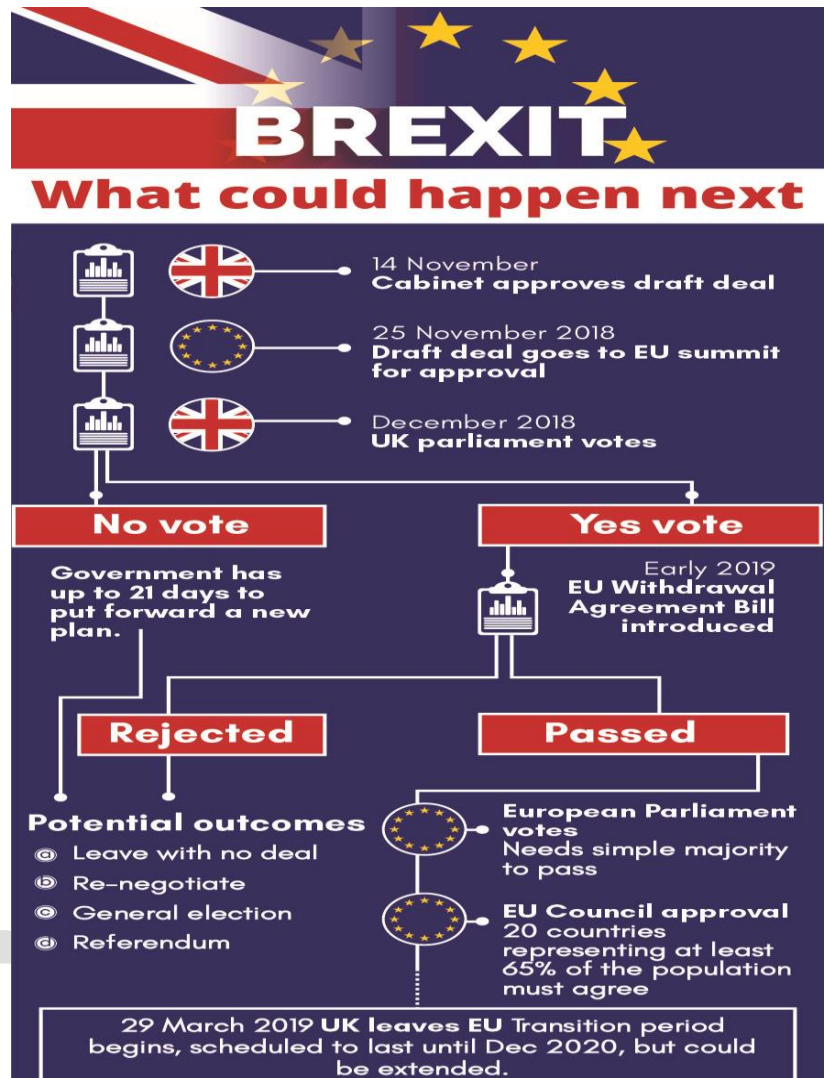 BREXIT
What could happen next
14 November
Cabinet approves draft deal
25 November 2018
Draft deal goes to EU summit
for approval
December 2018
UK parliament votes
No vote
Government has
up to 21 days to
put forward a new
plan.
Yes vote
Early 2019
EU Withdrawal
Agreement Bill
introduced
Rejected
Passed
Potential outcomes
a Leave with no deal
b Re-negotiate
c General election
d Referendum
European Parliament
votes
Needs simple majority
to pass
EU Council approval
20 countries
representing at least
65% of the population
must agree
29 March 2019 UK leaves EU Transition period
begins, scheduled to last until Dec 2020, but could
be extended.